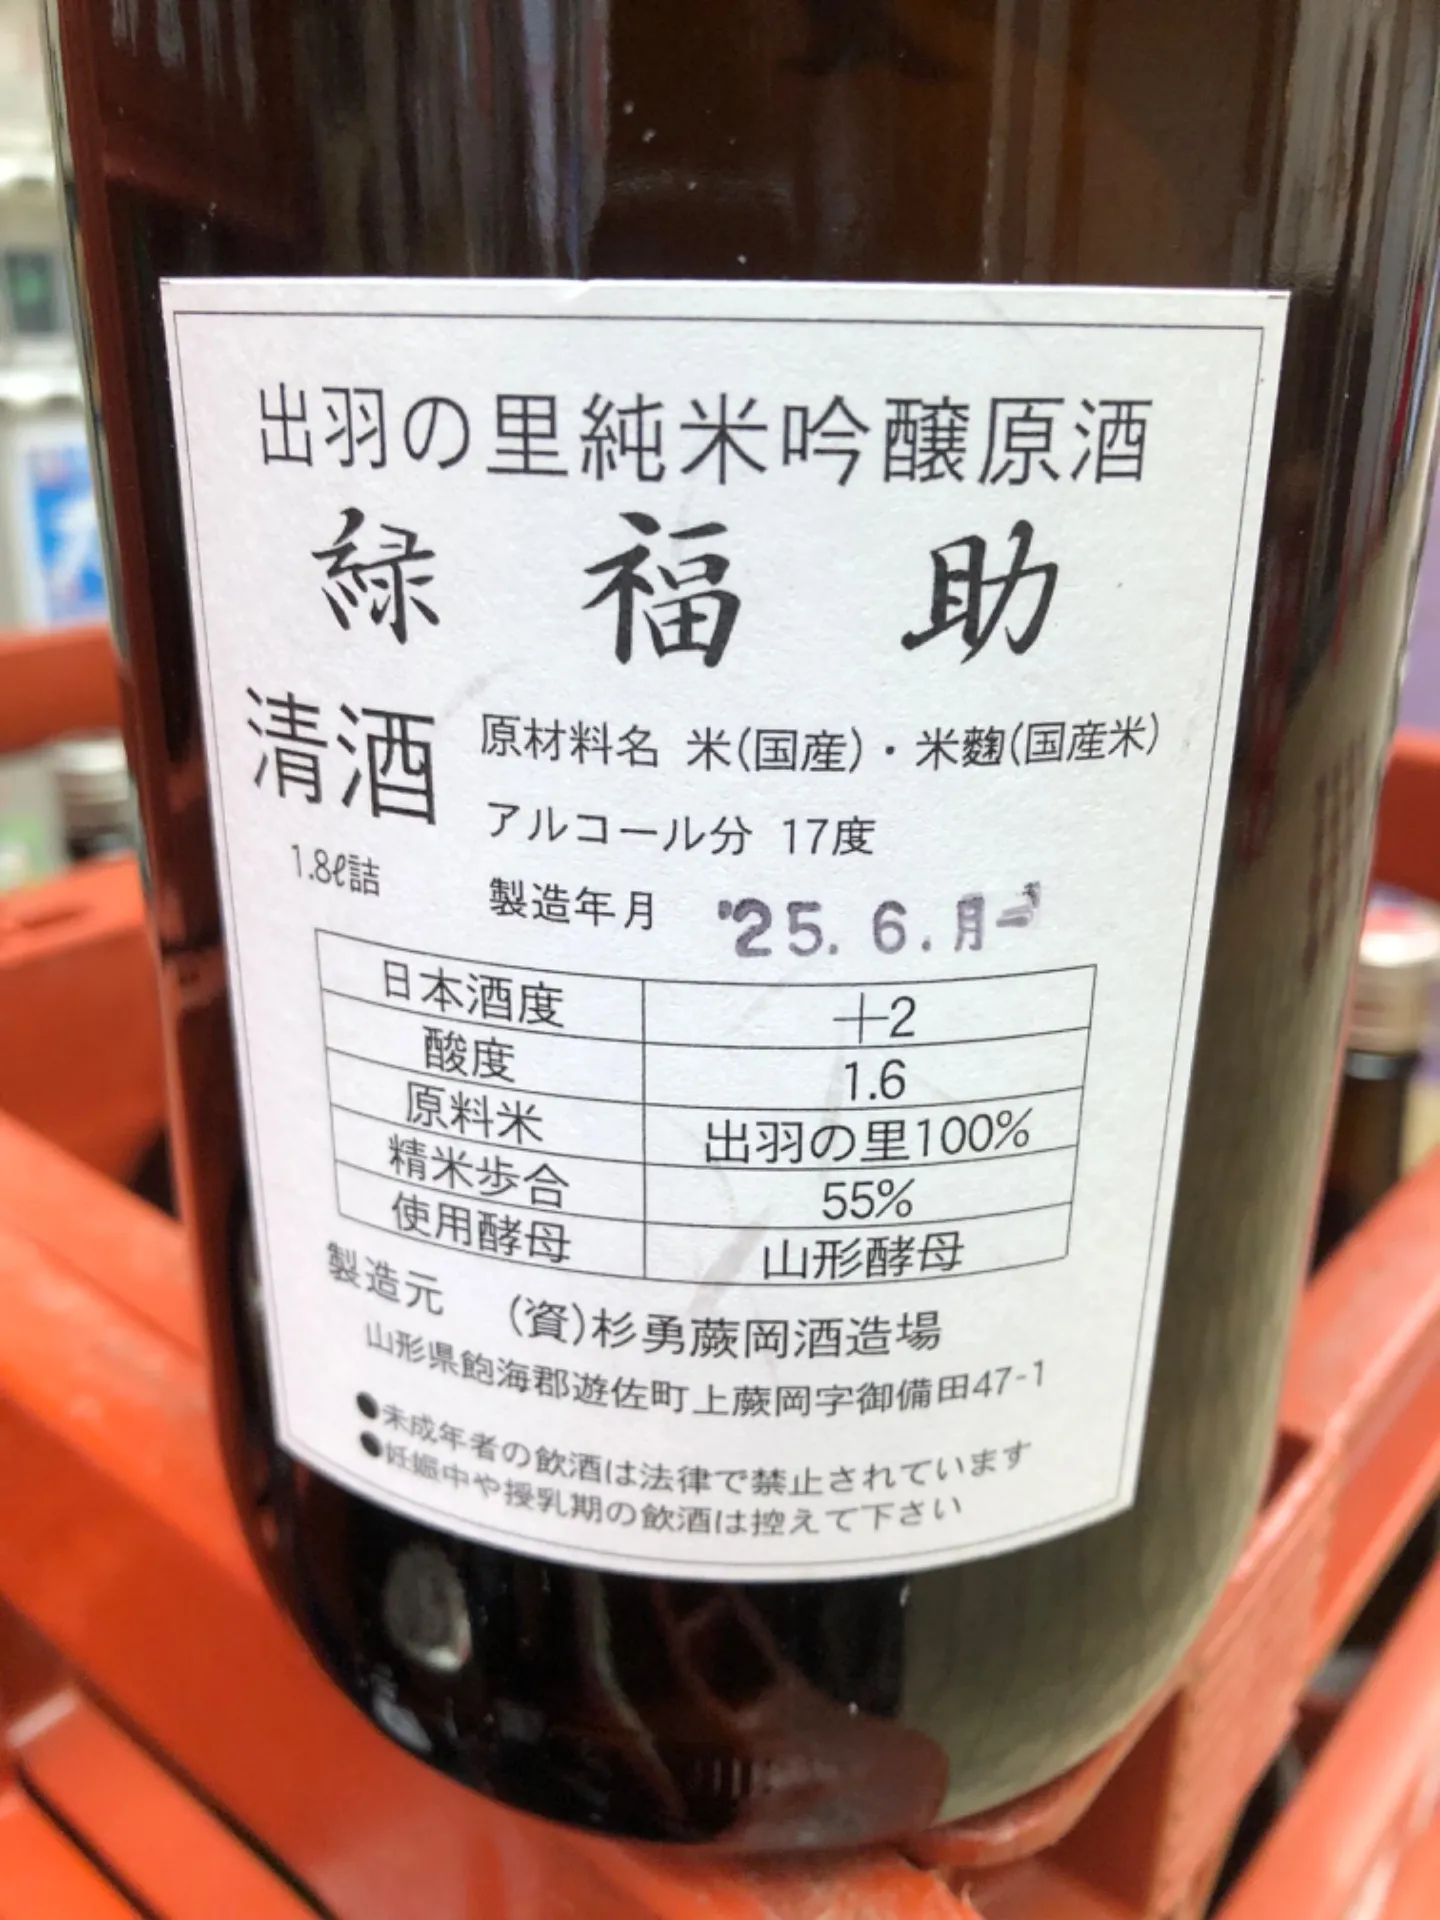 出羽の里純米吟醸原酒
緑福助
清酒
原材料名 米(国産)・米麹(国産米)
アルコール分 17度
1.8ℓ詰
製造年月 '25.6.月
日本酒度 +2
酸度 1.6
原料米 出羽の里100%
精米歩合 55%
使用酵母 山形酵母
製造元 (資)杉勇蕨岡酒造場
山形県飽海郡遊佐町上蕨岡字御備田47-1
●未成年者の飲酒は法律で禁止されています
●妊娠中や授乳期の飲酒は控えて下さい